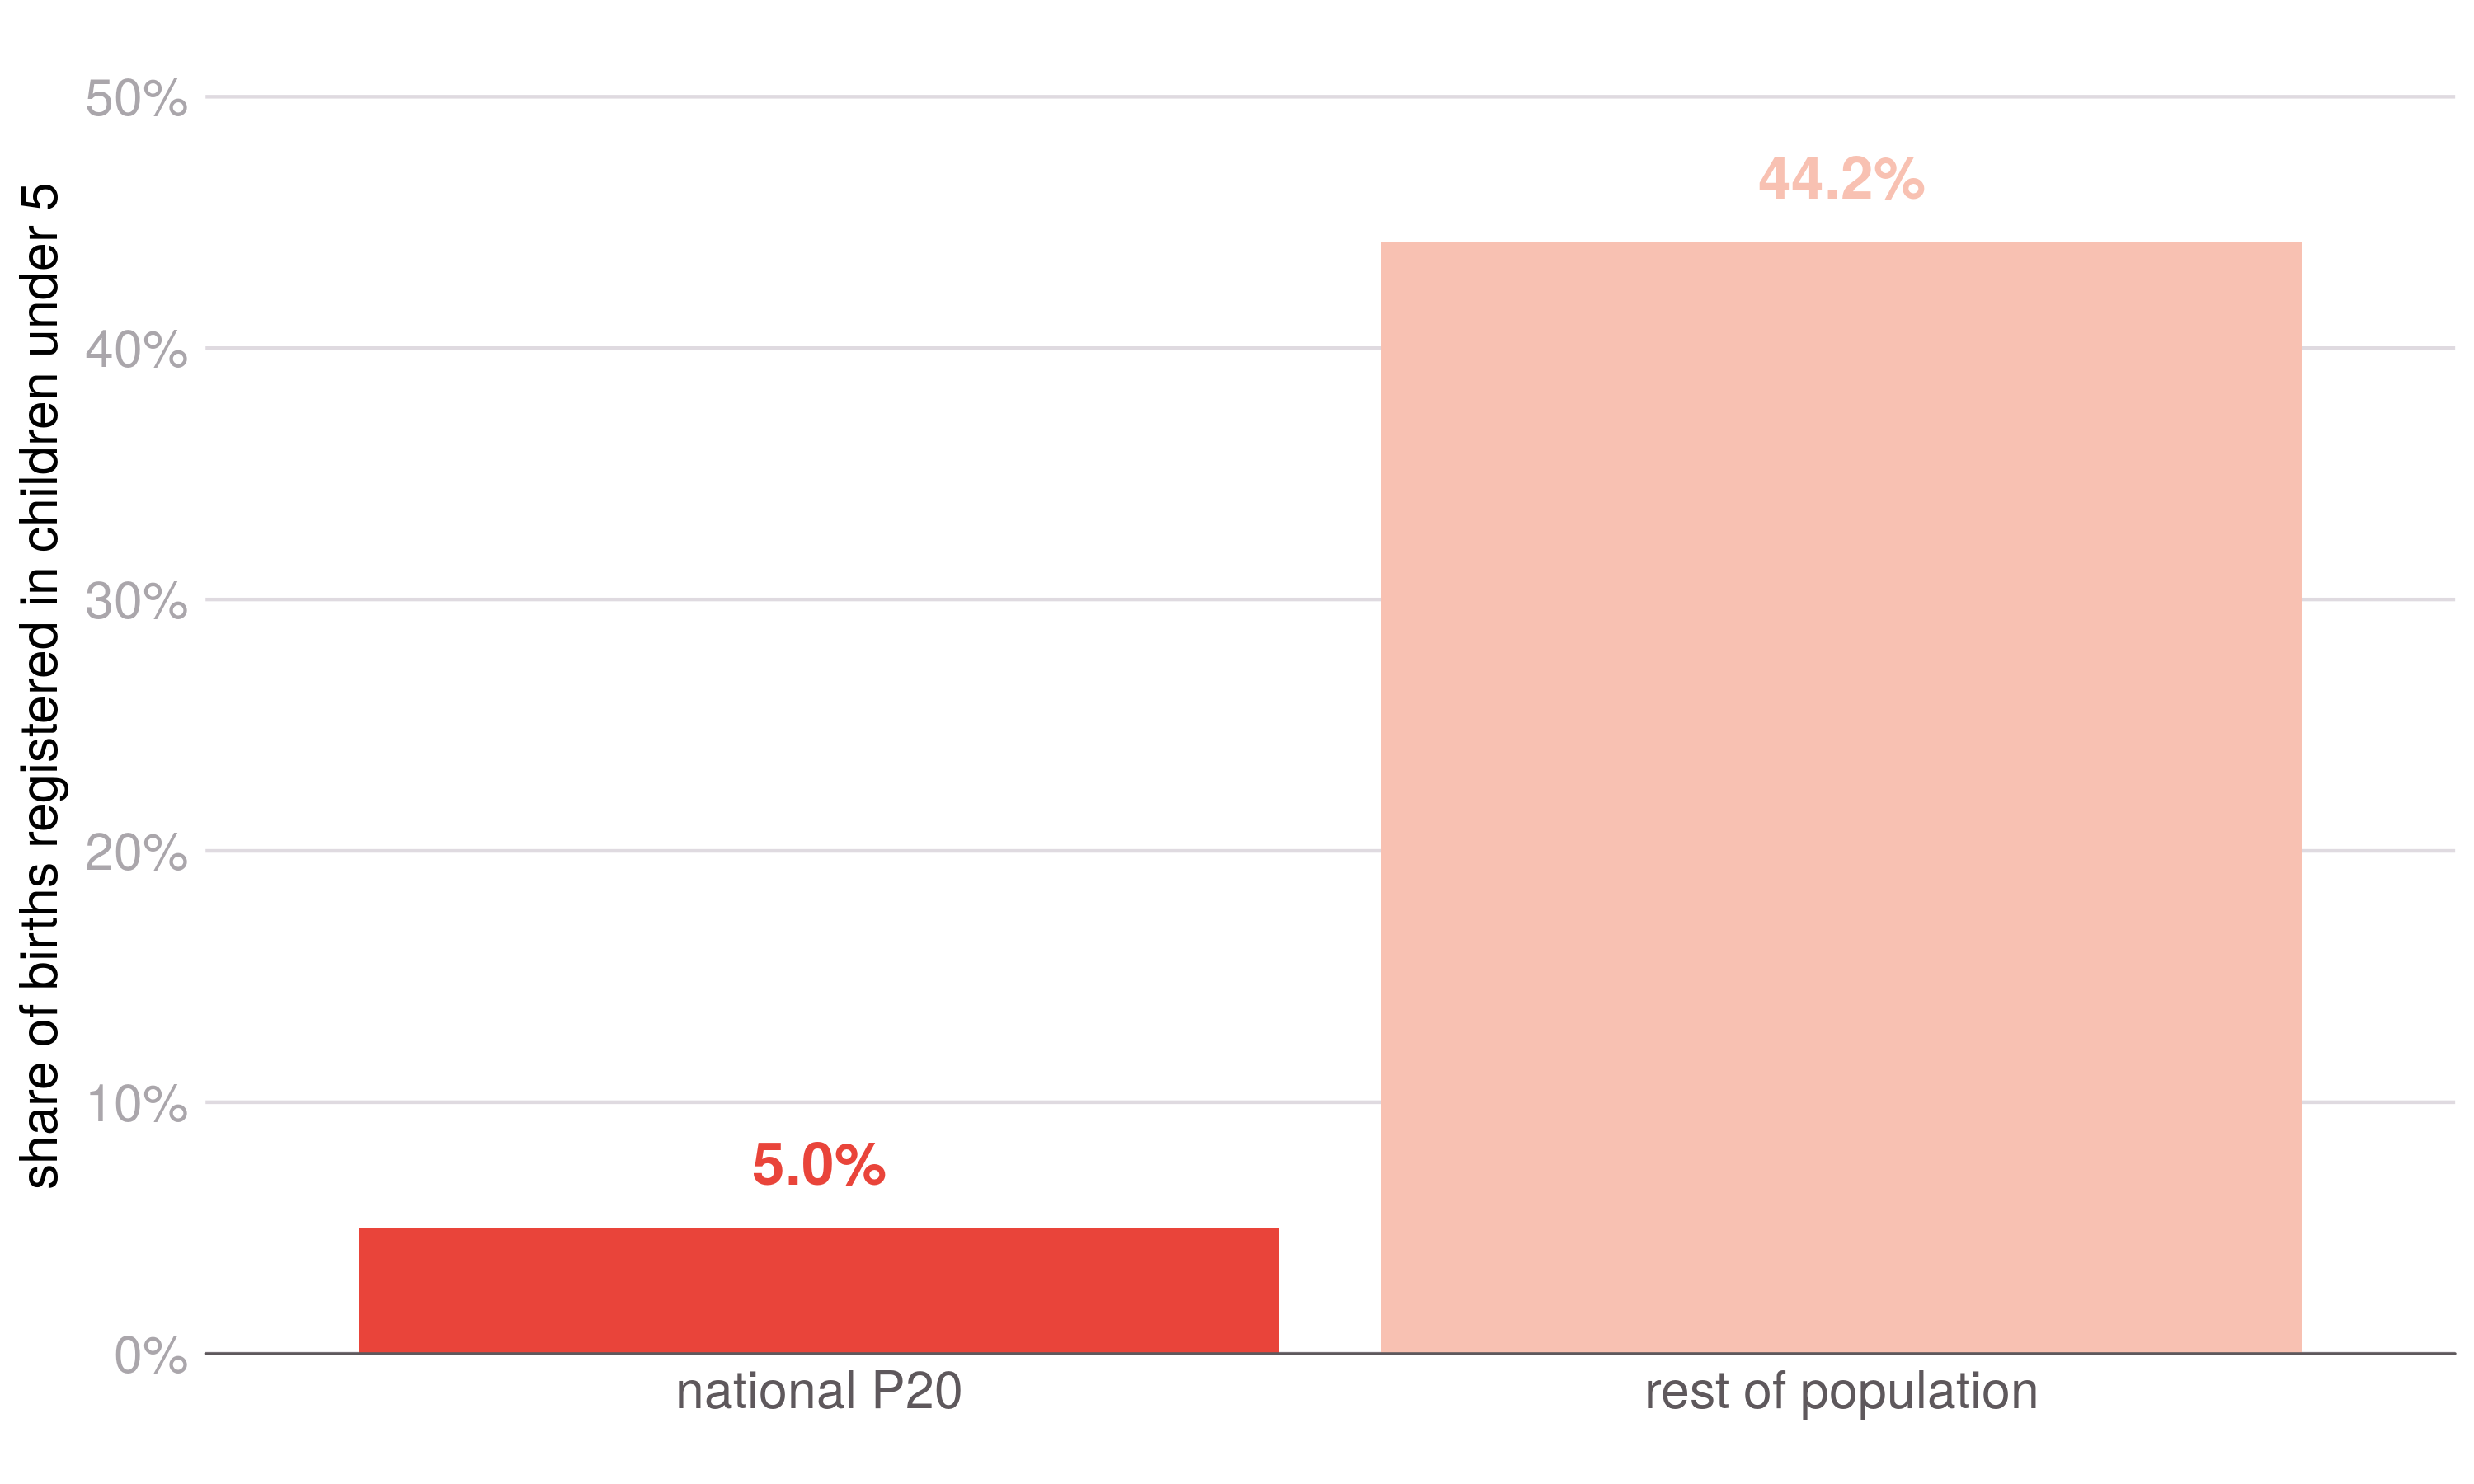 share of births registered in children under 5
50%
40%
30%
20%
10%
0%
44.2%
5.0%
national P20
rest of population